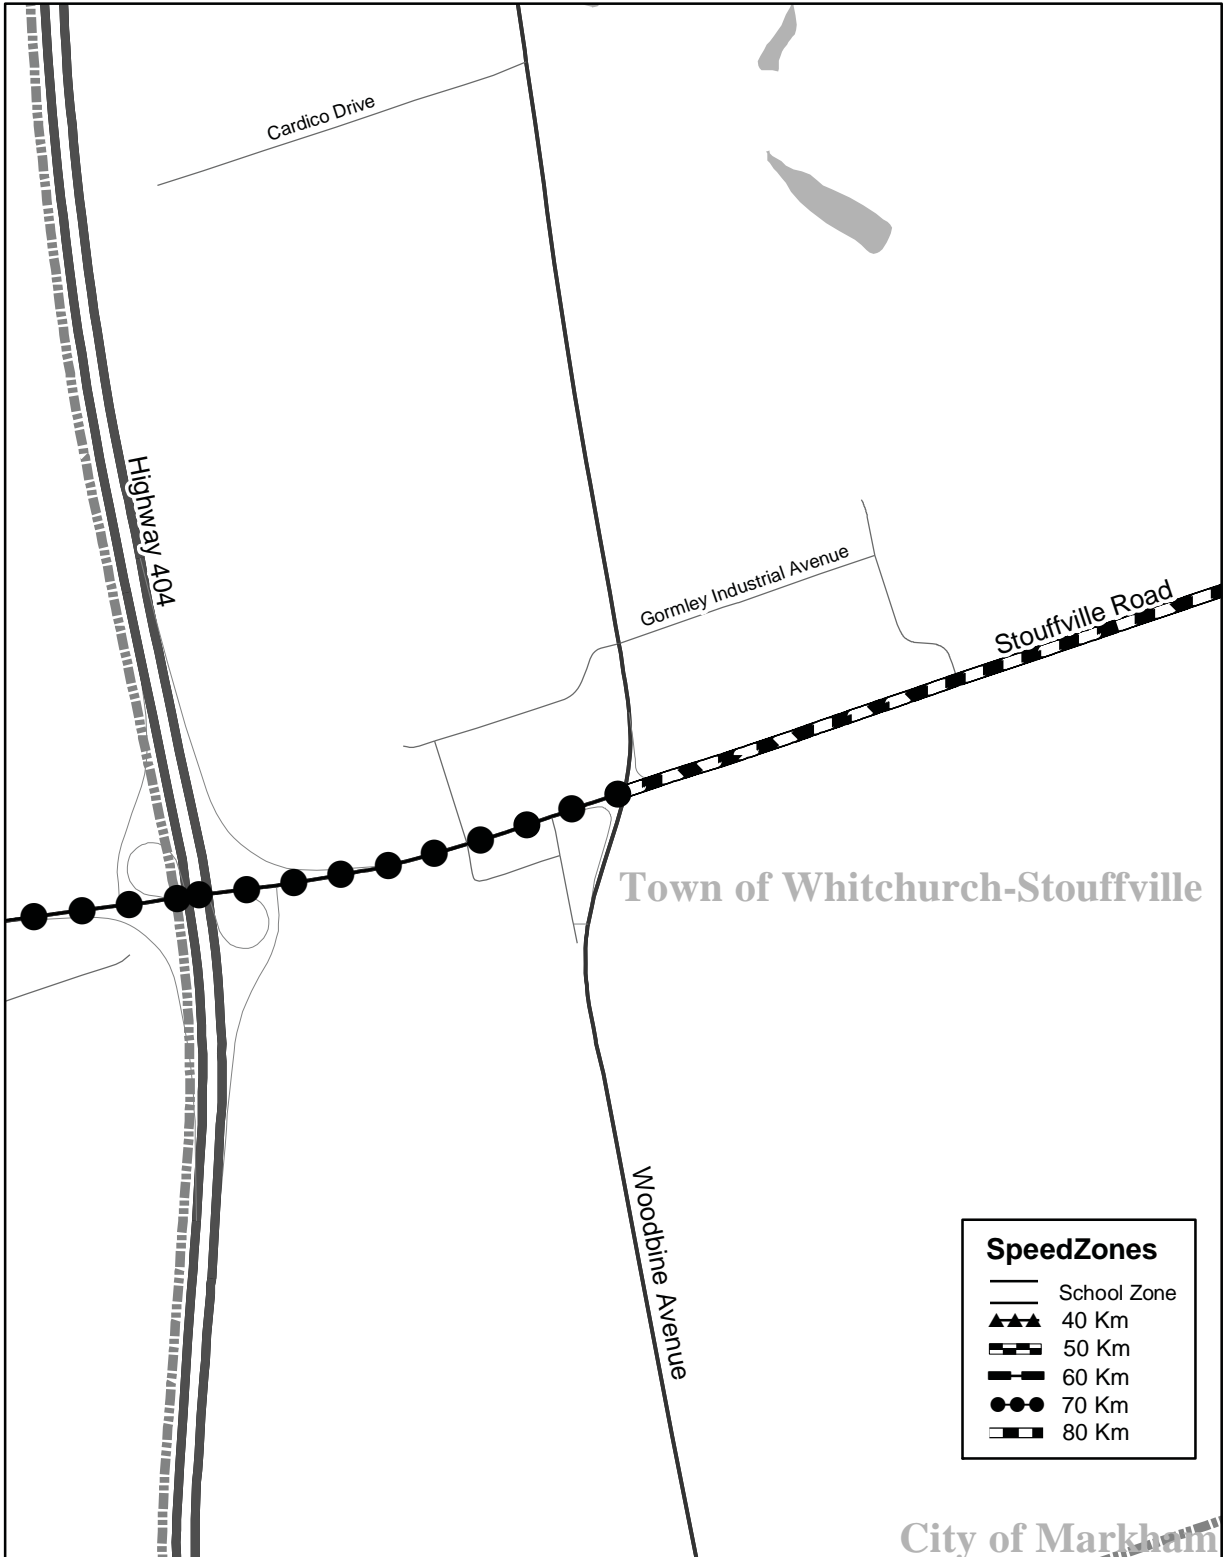 Cardico Drive
Highway 404
Gormley Industrial Avenue
Stouffville Road
Town of Whitchurch-Stouffville
Woodbine Avenue
SpeedZones
School Zone
40 Km
50 Km
60 Km
70 Km
80 Km
City of Markham